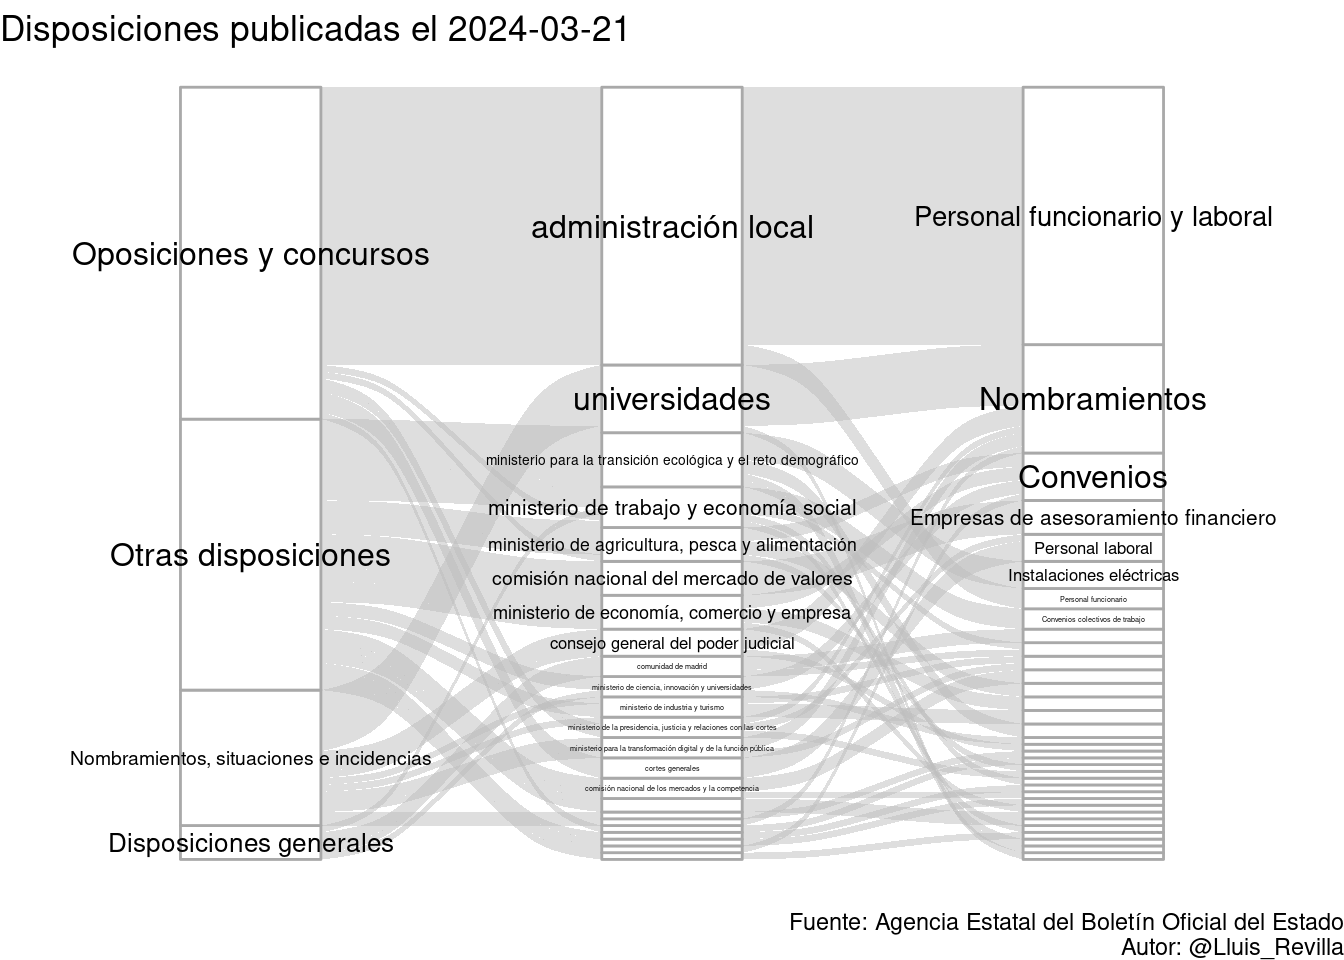 Disposiciones publicadas el 2024-03-21
Oposiciones y concursos
Otras disposiciones
Nombramientos, situaciones e incidencias
Disposiciones generales
administración local
universidades
ministerio para la transición ecológica y el reto demográfico
ministerio de trabajo y economía social
ministerio de agricultura, pesca y alimentación
comisión nacional del mercado de valores
ministerio de economía, comercio y empresa
consejo general del poder judicial
comunidad de madrid
ministerio de ciencia, innovación y universidades
ministerio de industria y turismo
ministerio de la presidencia, justicia y relaciones con las cortes
ministerio para la transformación digital y de la función pública
cortes generales
comisión nacional de los mercados y la competencia
Personal funcionario y laboral
Nombramientos
Convenios
Empresas de asesoramiento financiero
Personal laboral
Instalaciones eléctricas
Personal funcionario
Convenios colectivos de trabajo
Fuente: Agencia Estatal del Boletín Oficial del Estado
Autor: @Lluis_Revilla